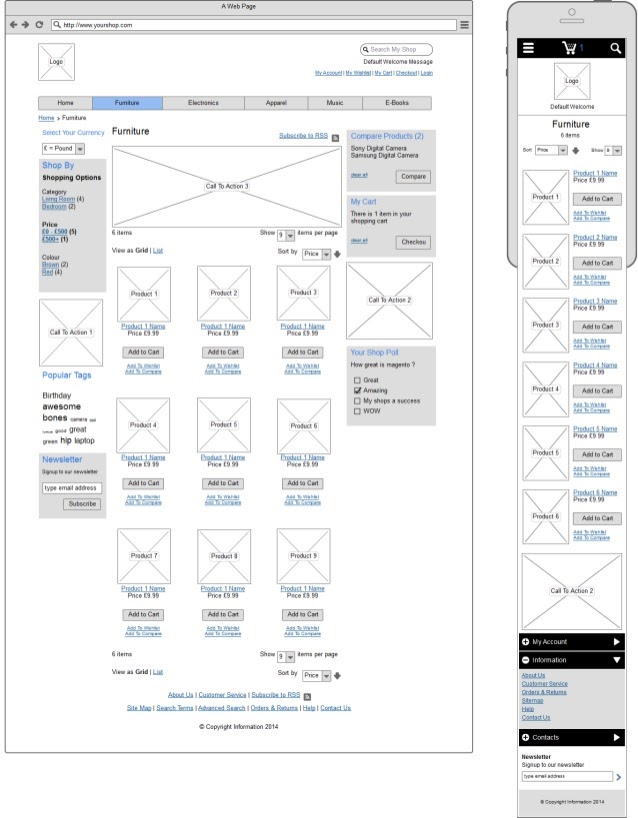 A Web Page
http://www.yourshop.com
Logo
Search My Shop
Default Welcome Message
My Account | My Wishlist | My Cart | Checkout | Login
Home Furniture Electronics Apparel Music E-Books
Home > Furniture
Select Your Currency
£ = Pound
Shop By
Shopping Options
Category
Living Room (4)
Bedroom (2)
Price
£0 - £500 (5)
£500+ (1)
Colour
Brown (2)
Red (4)
Call To Action 1
Popular Tags
Birthday
awesome
bones camera
good great
green hip laptop
Newsletter
Signup to our newsletter
type email address
Subscribe
Furniture
Subscribe to RSS
Call To Action 3
6 items
Show 9 items per page
View as Grid | List
Sort by Price
Product 1 Product 2 Product 3
Product 1 Name Product 1 Name Product 1 Name
Price £9.99 Price £9.99 Price £9.99
Add to Cart Add to Cart Add to Cart
Add To Wishlist Add To Wishlist Add To Wishlist
Add To Compare Add To Compare Add To Compare
Product 4 Product 5 Product 6
Product 1 Name Product 1 Name Product 1 Name
Price £9.99 Price £9.99 Price £9.99
Add to Cart Add to Cart Add to Cart
Add To Wishlist Add To Wishlist Add To Wishlist
Add To Compare Add To Compare Add To Compare
Product 7 Product 8 Product 9
Product 1 Name Product 1 Name Product 1 Name
Price £9.99 Price £9.99 Price £9.99
Add to Cart Add to Cart Add to Cart
Add To Wishlist Add To Wishlist Add To Wishlist
Add To Compare Add To Compare Add To Compare
6 items
Show 9 items per page
View as Grid | List
Sort by Price
Compare Products (2)
Sony Digital Camera
Samsung Digital Camera
clear all
Compare
My Cart
There is 1 item in your
shopping cart
clear all
Checkou
Call To Action 2
Your Shop Poll
How great is magento ?
Great
Amazing
My shops a success
WOW
About Us | Customer Service | Subscribe to RSS
Site Map | Search Terms | Advanced Search | Orders & Returns | Help | Contact Us
© Copyright Information 2014
1
Logo
Default Welcome
Furniture
6 items
Sort Price Show 9
Product 1
Product 1 Name
Price £9.99
Add to Cart
Add To Wishlist
Add To Compare
Product 2
Product 2 Name
Price £9.99
Add to Cart
Add To Wishlist
Add To Compare
Product 3
Product 3 Name
Price £9.99
Add to Cart
Add To Wishlist
Add To Compare
Product 4
Product 4 Name
Price £9.99
Add to Cart
Add To Wishlist
Add To Compare
Product 5
Product 5 Name
Price £9.99
Add to Cart
Add To Wishlist
Add To Compare
Product 6
Product 6 Name
Price £9.99
Add to Cart
Add To Wishlist
Add To Compare
Call To Action 2
My Account
Information
About Us
Customer Service
Orders & Returns
Sitemap
Help
Contact Us
Contacts
Newsletter
Signup to our newsletter
type email address
© Copyright Information 2014